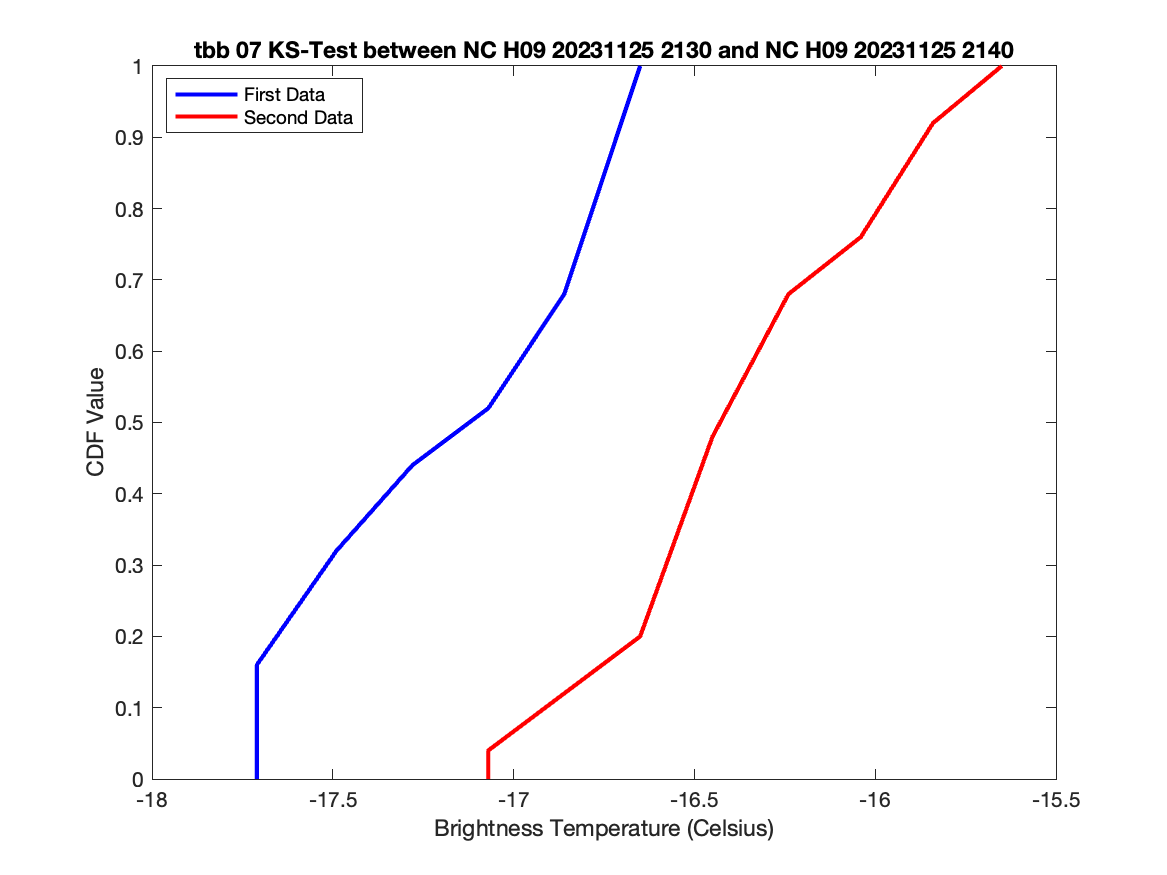 tbb 07 KS-Test between NC H09 20231125 2130 and NC H09 20231125 2140
First Data
Second Data
1
0.9
0.8
0.7
0.6
0.5
0.4
0.3
0.2
0.1
0
CDF Value
-18 -17.5 -17 -16.5 -16 -15.5
Brightness Temperature (Celsius)